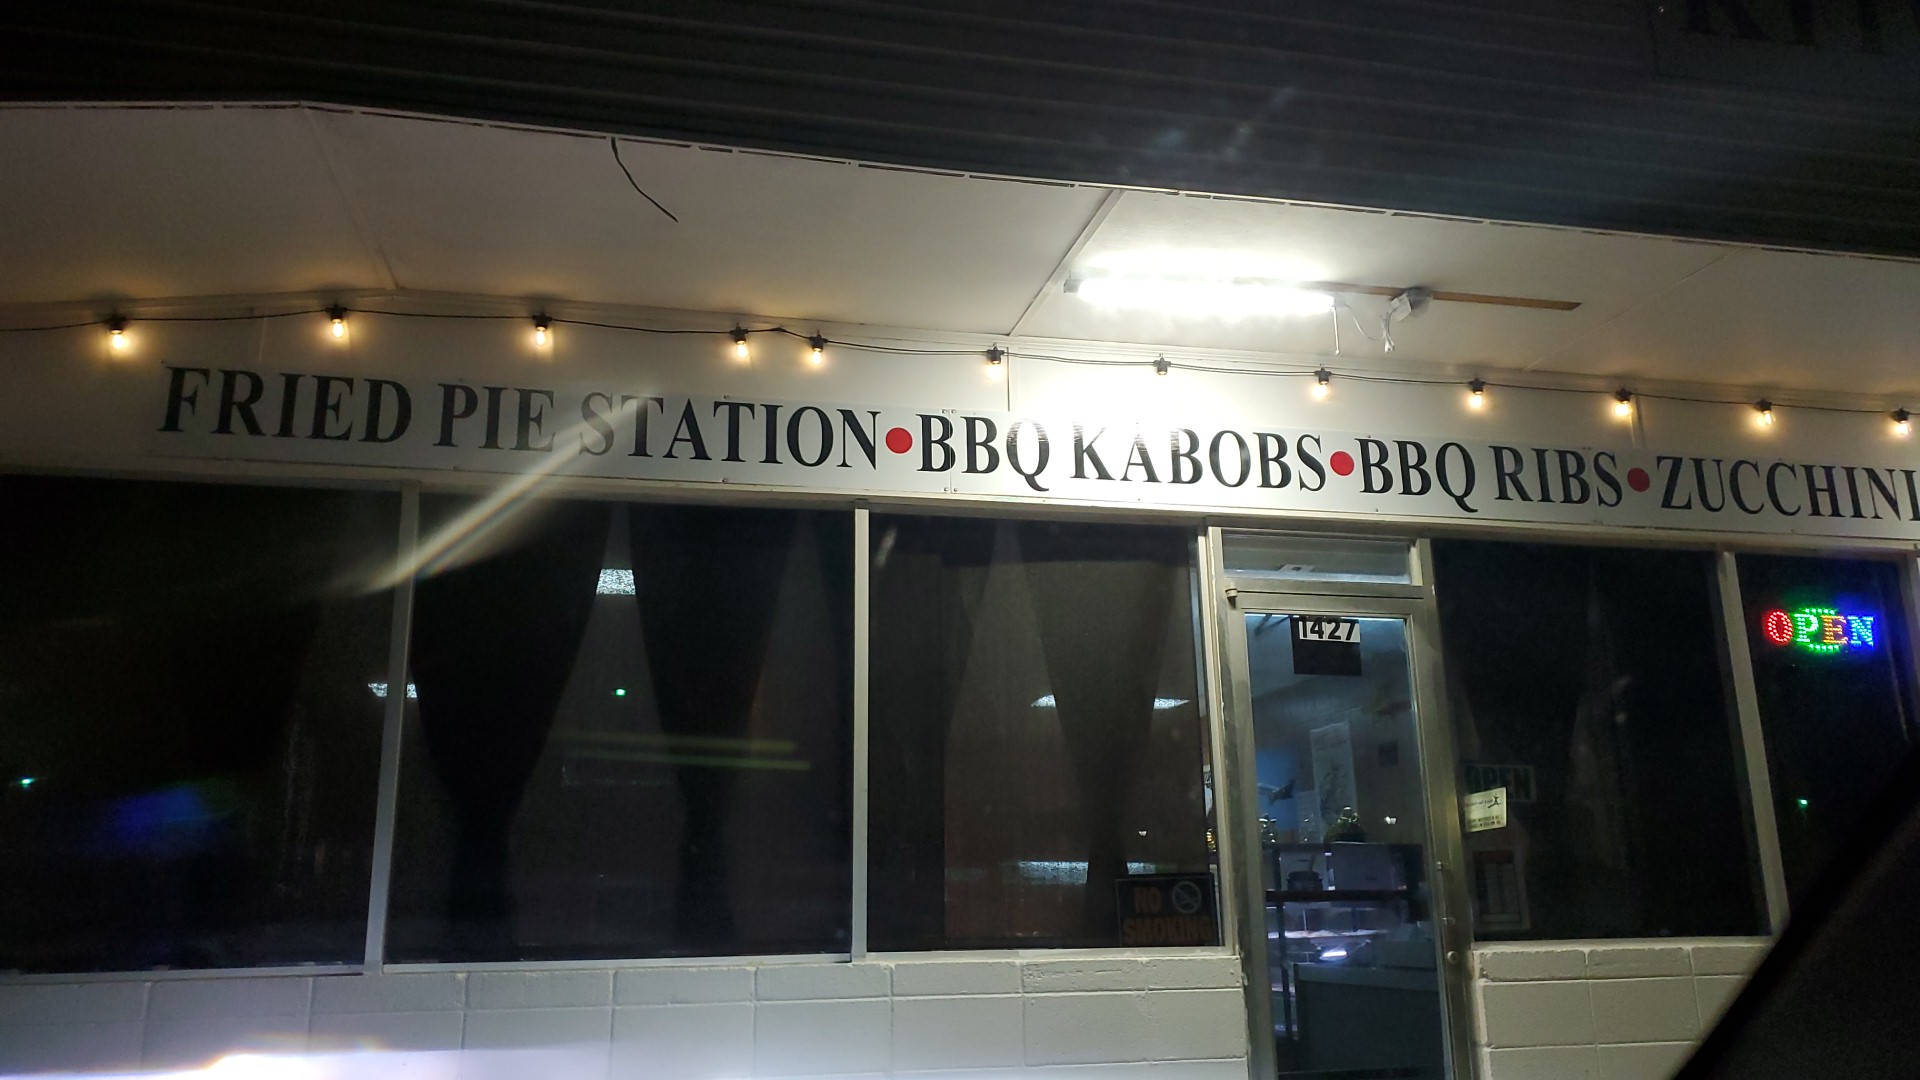 FRIED PIE STATION•BBQ KABOBS•BBQ RIBS•ZUCCHINI
1427
OPEN
OPEN
NO
SMOKING